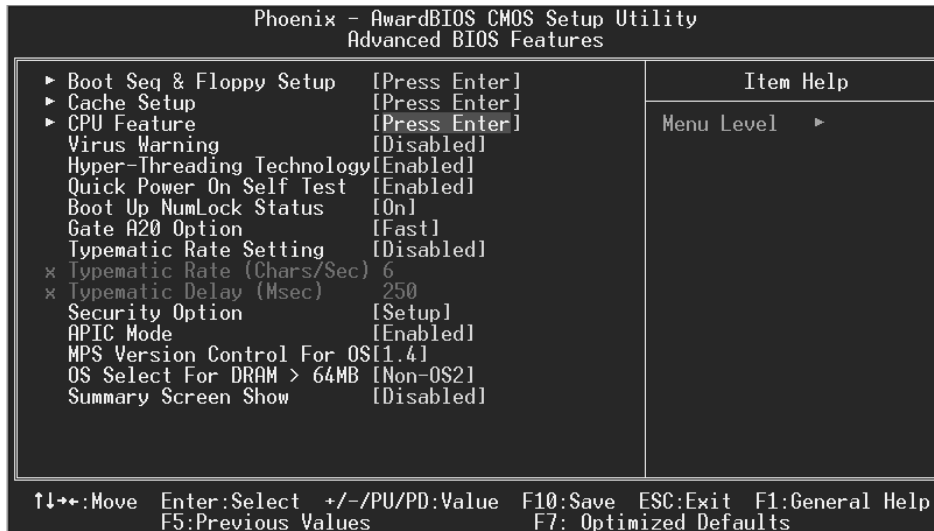 Phoenix - AwardBIOS CMOS Setup Utility
Advanced BIOS Features
► Boot Seq & Floppy Setup [Press Enter]
► Cache Setup [Press Enter]
► CPU Feature [Press Enter]
Virus Warning [Disabled]
Hyper-Threading Technology[Enabled]
Quick Power On Self Test [Enabled]
Boot Up NumLock Status [On]
Gate A20 Option [Fast]
Typematic Rate Setting [Disabled]
x Typematic Rate (Chars/Sec) 6
x Typematic Delay (Msec) 250
Security Option [Setup]
APIC Mode [Enabled]
MPS Version Control For OS[1.4]
OS Select For DRAM > 64MB [Non-OS2]
Summary Screen Show [Disabled]
Item Help
Menu Level ►
↑↓→←:Move Enter:Select +/-/PU/PD:Value F10:Save ESC:Exit F1:General Help
F5:Previous Values F7: Optimized Defaults